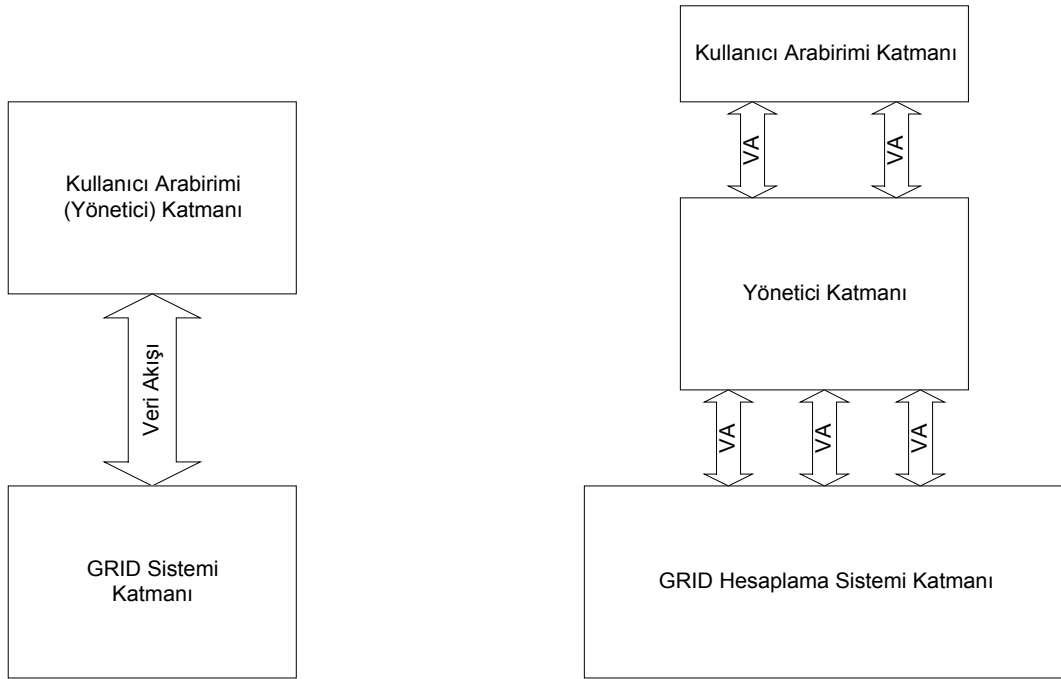 Kullanıcı Arabirimi
(Yönetici) Katmanı
Veri Akışı
GRID Sistemi
Katmanı
Kullanıcı Arabirimi Katmanı
VA
VA
Yönetici Katmanı
VA
VA
VA
GRID Hesaplama Sistemi Katmanı